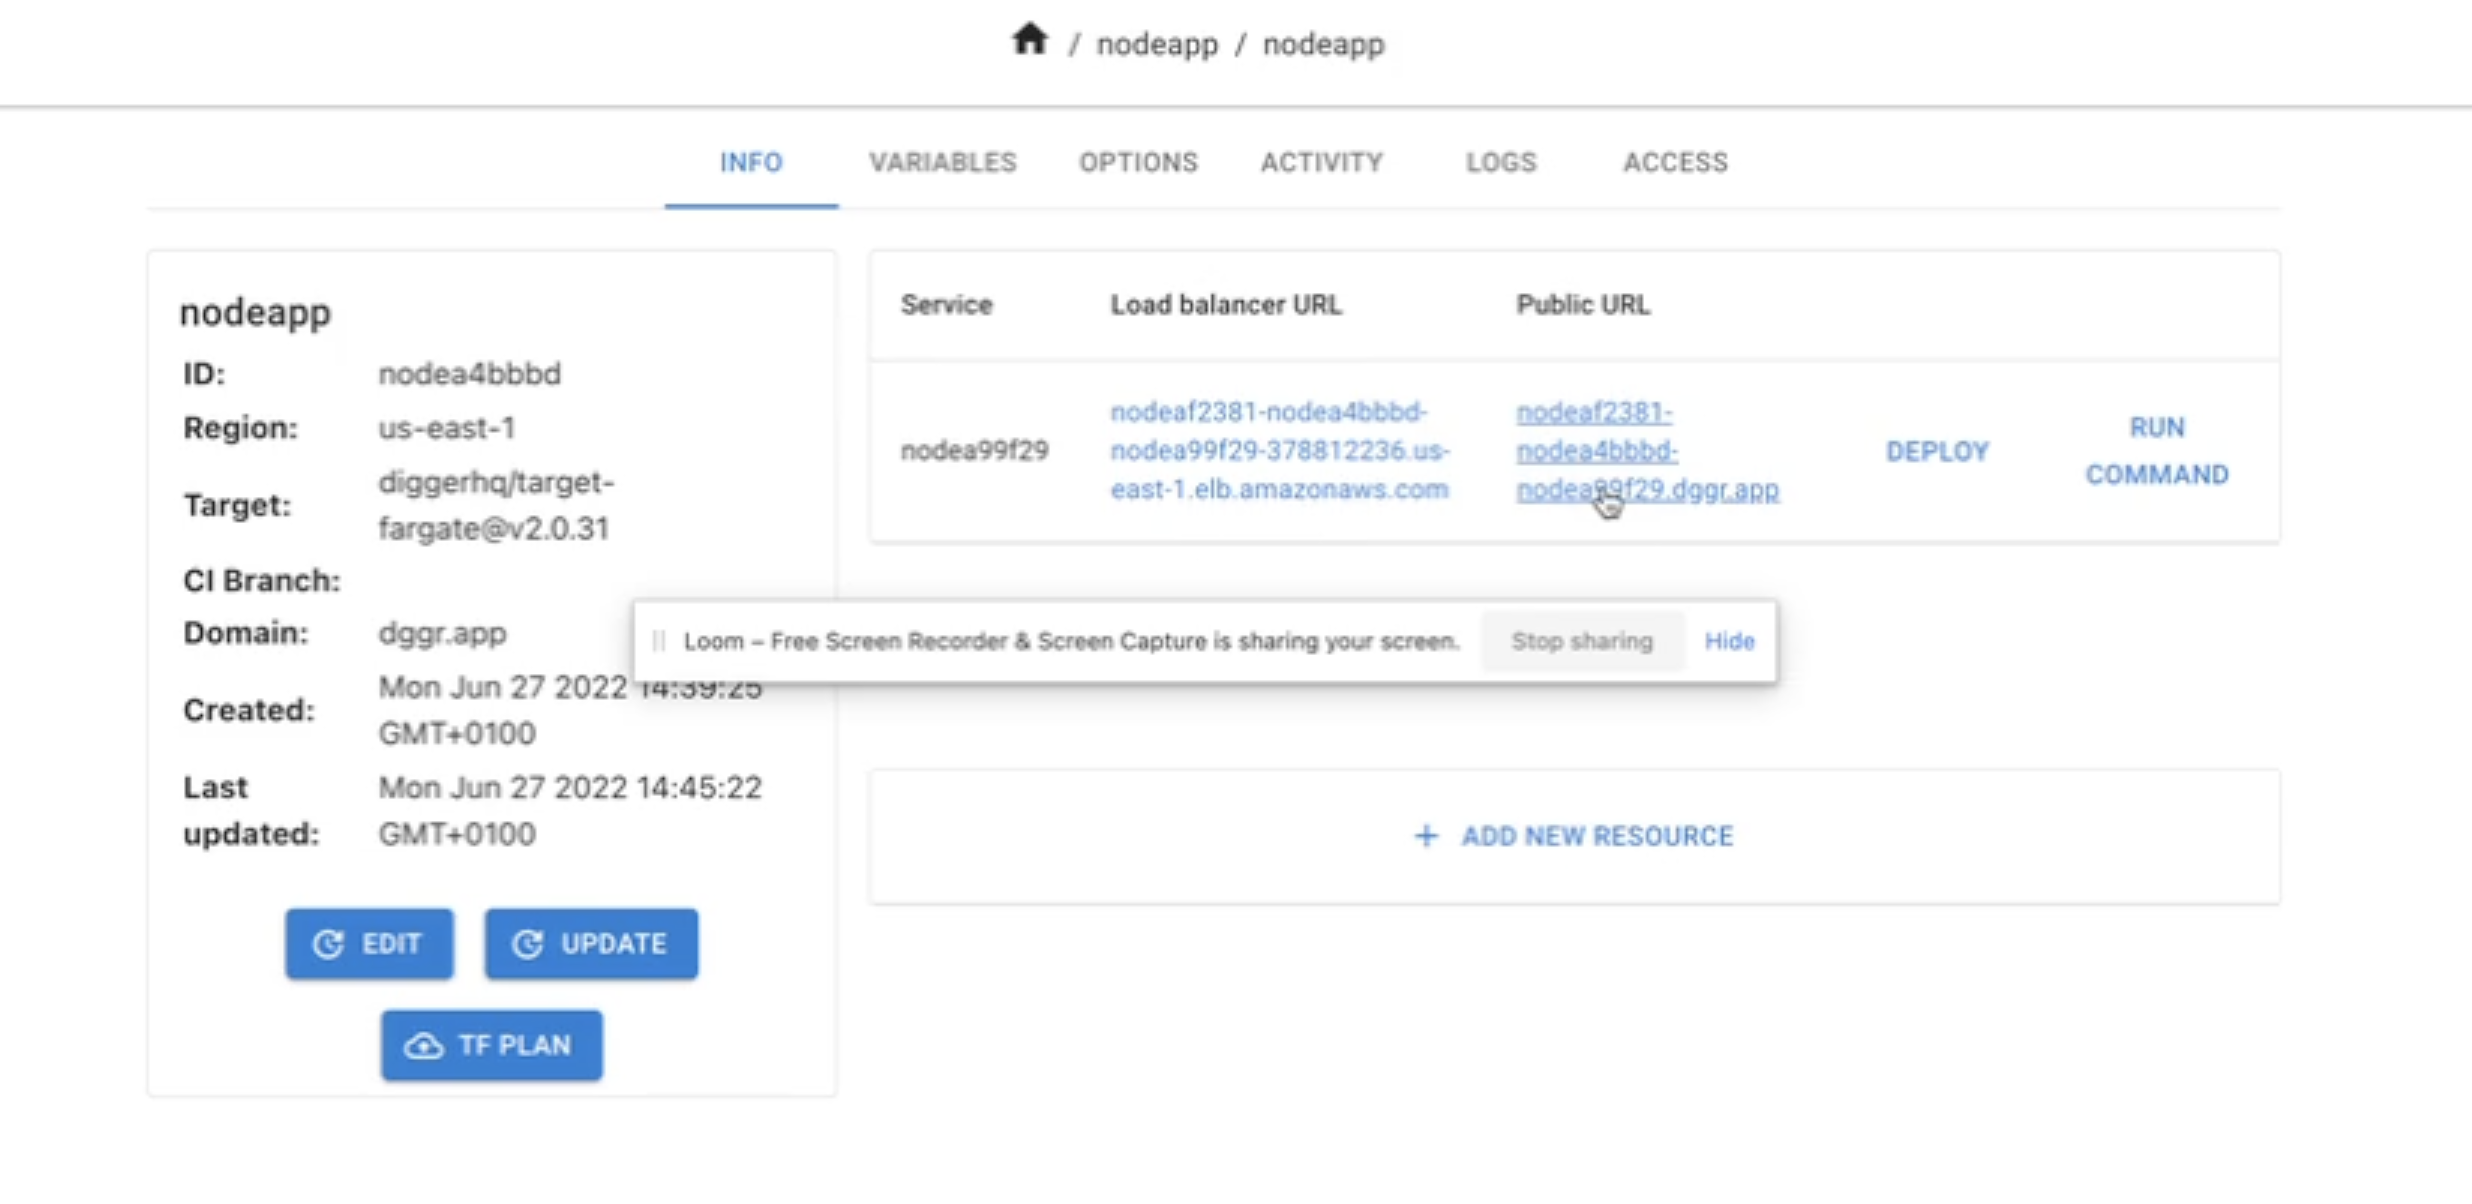 / nodeapp / nodeapp
INFO VARIABLES OPTIONS ACTIVITY LOGS ACCESS
nodeapp
ID: nodea4bbbd
Region: us-east-1
Target: diggerhq/target-
fargate@v2.0.31
CI Branch:
Domain: dggr.app
Created: Mon Jun 27 2022 14:39:25
GMT+0100
Last updated: Mon Jun 27 2022 14:45:22
GMT+0100
EDIT UPDATE
TF PLAN
Service Load balancer URL Public URL
nodea99f29
nodeaf2381-nodea4bbbd-
nodea99f29-378812236.us-
east-1.elb.amazonaws.com
nodeaf2381-
nodea4bbbd-
nodea99f29.dggr.app
DEPLOY
RUN
COMMAND
Loom – Free Screen Recorder & Screen Capture is sharing your screen. Stop sharing Hide
+ ADD NEW RESOURCE